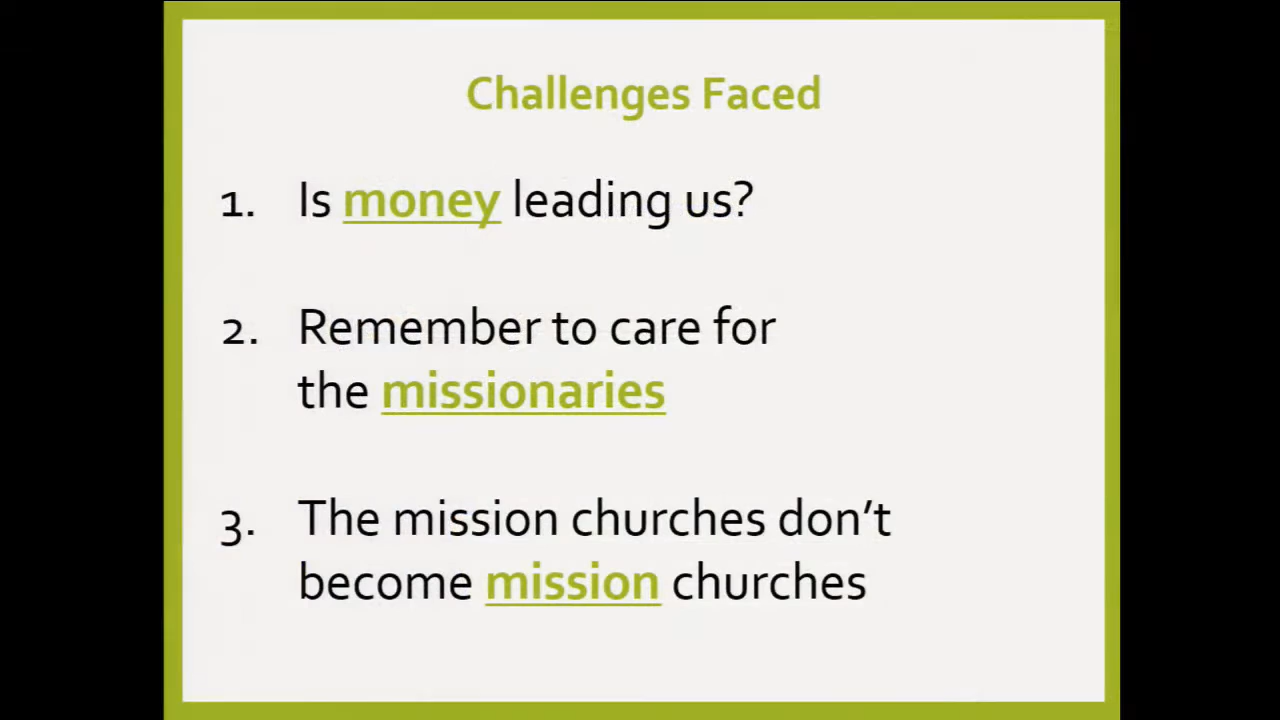 Challenges Faced
1. Is money leading us?
2. Remember to care for
the missionaries
3. The mission churches don’t
become mission churches